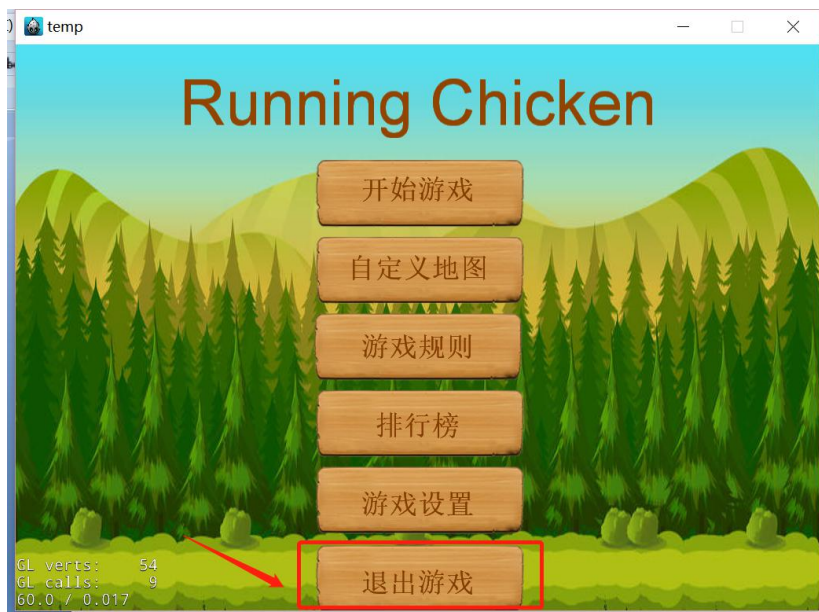 temp
Running Chicken
开始游戏
自定义地图
游戏规则
排行榜
游戏设置
退出游戏
GL verts: 54
GL calls: 9
60.0 / 0.017